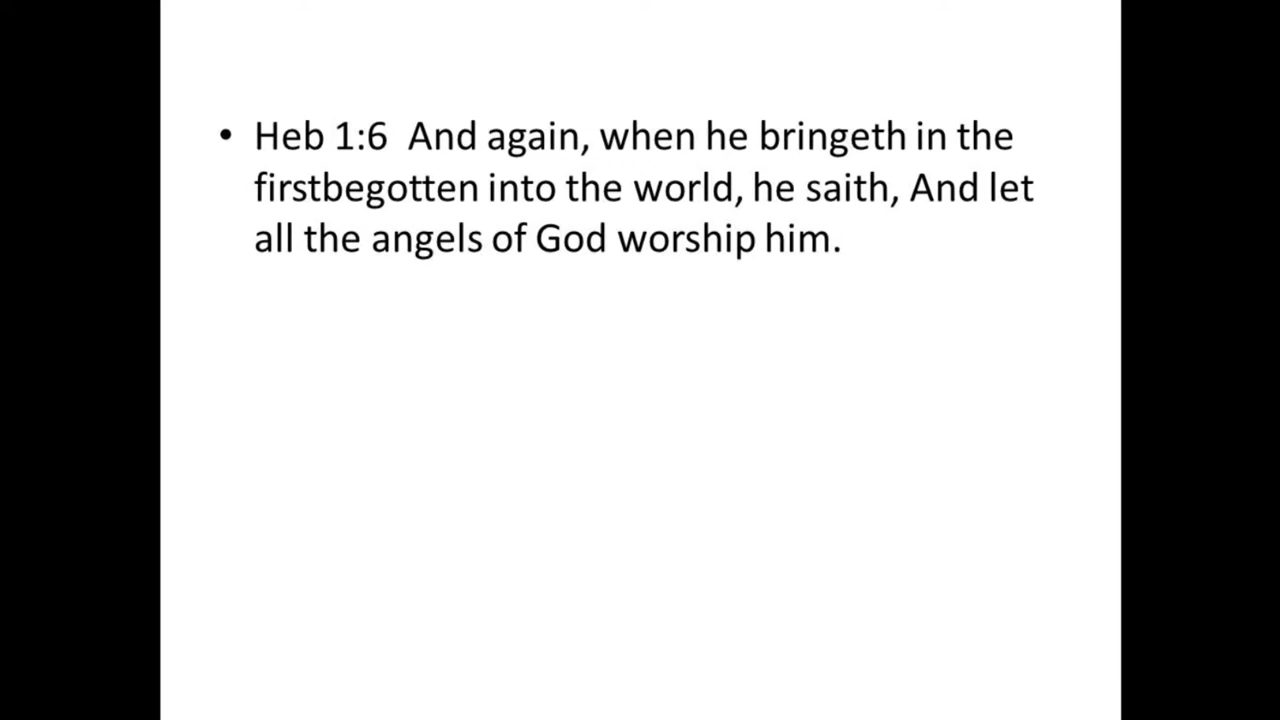 • Heb 1:6  And again, when he bringeth in the
firstbegotten into the world, he saith, And let
all the angels of God worship him.